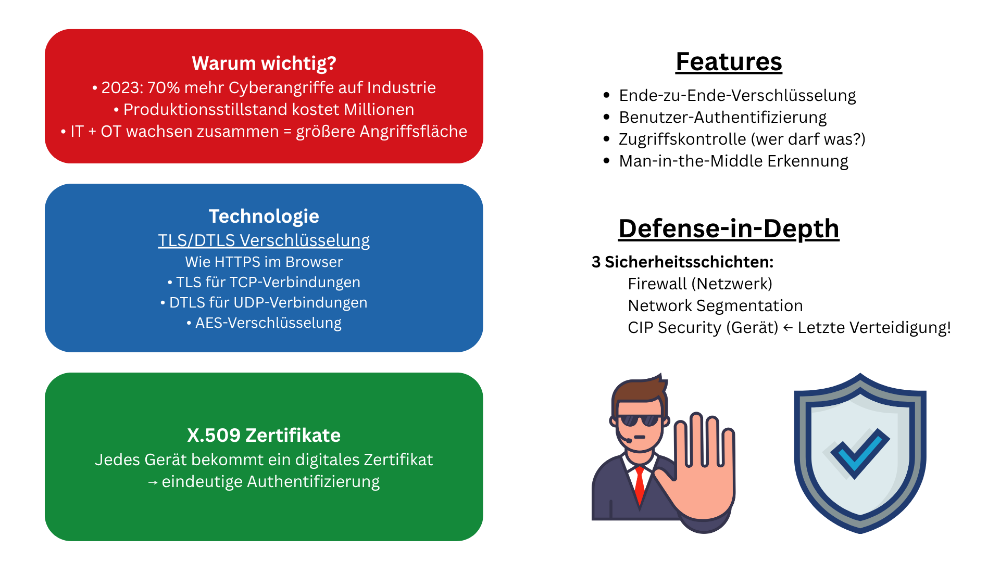 Warum wichtig?
• 2023: 70% mehr Cyberangriffe auf Industrie
• Produktionsstillstand kostet Millionen
• IT + OT wachsen zusammen = größere Angriffsfläche
Technologie
TLS/DTLS Verschlüsselung
Wie HTTPS im Browser
• TLS für TCP-Verbindungen
• DTLS für UDP-Verbindungen
• AES-Verschlüsselung
X.509 Zertifikate
Jedes Gerät bekommt ein digitales Zertifikat
→ eindeutige Authentifizierung
Features
• Ende-zu-Ende-Verschlüsselung
• Benutzer-Authentifizierung
• Zugriffskontrolle (wer darf was?)
• Man-in-the-Middle Erkennung
Defense-in-Depth
3 Sicherheitsschichten:
Firewall (Netzwerk)
Network Segmentation
CIP Security (Gerät) ← Letzte Verteidigung!